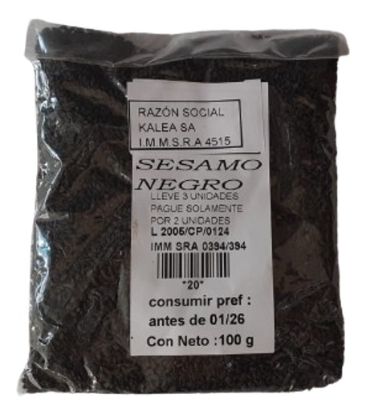 RAZÓN SOCIAL
KALEA SA
I.M.M.S.R.A 4515
SESAMO
NEGRO
LLEVE 3 UNIDADES
PAGUE SOLAMENTE
POR 2 UNIDADES
L 2005/CP/0124
IMM SRA 0394/394
*20*
consumir pref :
antes de 01/26
Con Neto :100 g